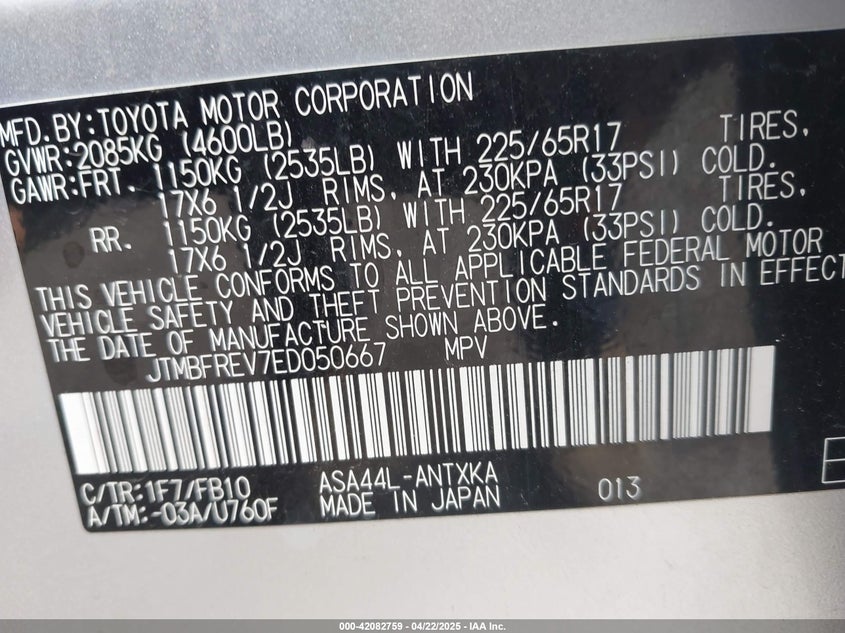 MFD.BY:TOYOTA MOTOR CORPORATION
GVWR:2085KG (4600LB)
GAWR:FRT. 1150KG (2535LB) WITH 225/65R17 TIRES,
17X6 1/2J RIMS, AT 230KPA (33PSI) COLD.
RR. 1150KG (2535LB) WITH 225/65R17 TIRES,
17X6 1/2J RIMS, AT 230KPA (33PSI) COLD.
THIS VEHICLE CONFORMS TO ALL APPLICABLE FEDERAL MOTOR
VEHICLE SAFETY AND THEFT PREVENTION STANDARDS IN EFFECT
THE DATE OF MANUFACTURE SHOWN ABOVE.
JTMBFREV7ED050667 MPV
C/TR:1F7/FB10 ASA44L-ANTXKA
A/TM:-03A/U760F MADE IN JAPAN 013
000-42082759 | 04/22/2025 - IAA Inc.